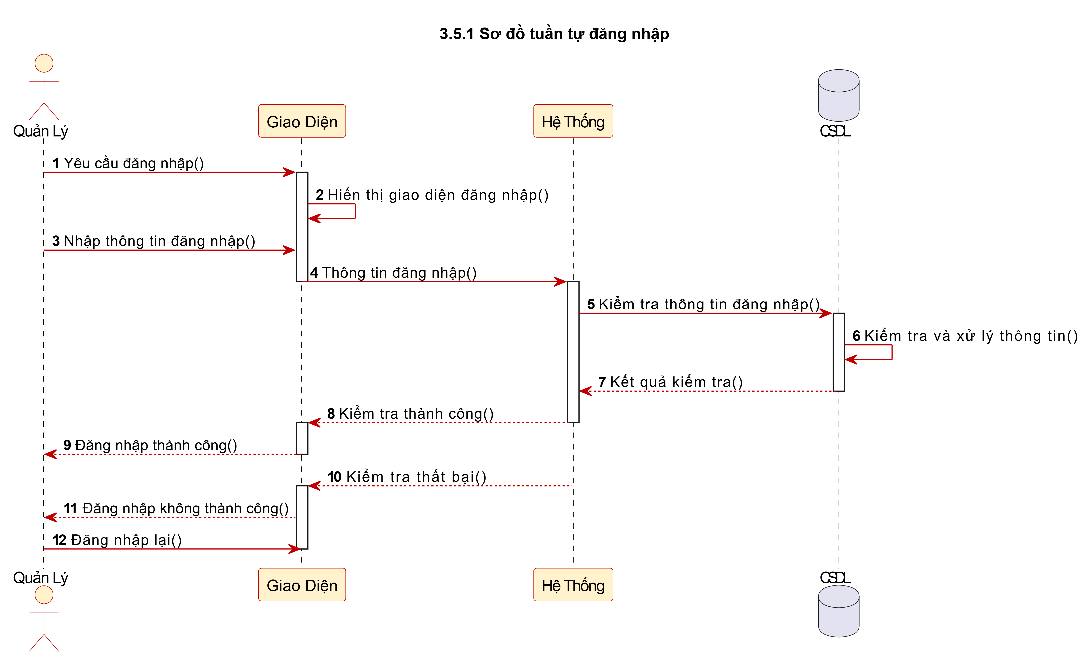 3.5.1 Sơ đồ tuần tự đăng nhập
Quản Lý
Giao Diện
Hệ Thống
CSDL
1 Yêu cầu đăng nhập()
2 Hiển thị giao diện đăng nhập()
3 Nhập thông tin đăng nhập()
4 Thông tin đăng nhập()
5 Kiểm tra thông tin đăng nhập()
6 Kiểm tra và xử lý thông tin()
7 Kết quả kiểm tra()
8 Kiểm tra thành công()
9 Đăng nhập thành công()
10 Kiểm tra thất bại()
11 Đăng nhập không thành công()
12 Đăng nhập lại()
Quản Lý
Giao Diện
Hệ Thống
CSDL